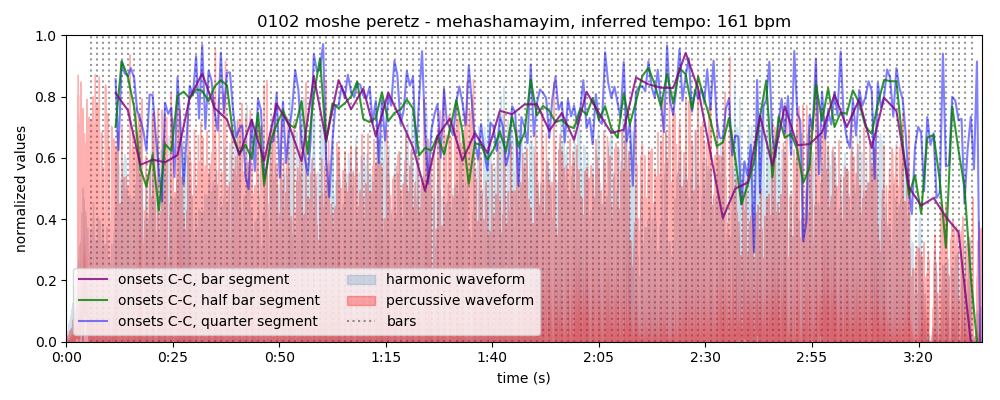 0102 moshe peretz - mehashamayim, inferred tempo: 161 bpm
1.0
0.8
0.6
0.4
0.2
0.0
normalized values
onsets C-C, bar segment
onsets C-C, half bar segment
onsets C-C, quarter segment
harmonic waveform
percussive waveform
bars
0:00 0:25 0:50 1:15 1:40 2:05 2:30 2:55 3:20
time (s)